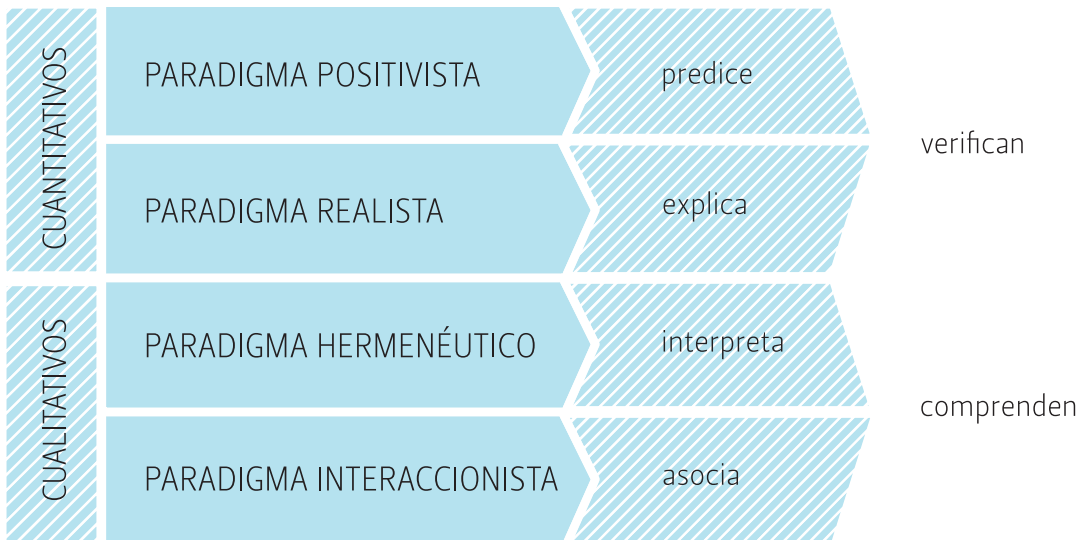 CUANTITATIVOS
PARADIGMA POSITIVISTA
predice
PARADIGMA REALISTA
explica
verifican
CUALITATIVOS
PARADIGMA HERMENÉUTICO
interpreta
PARADIGMA INTERACCIONISTA
asocia
comprenden